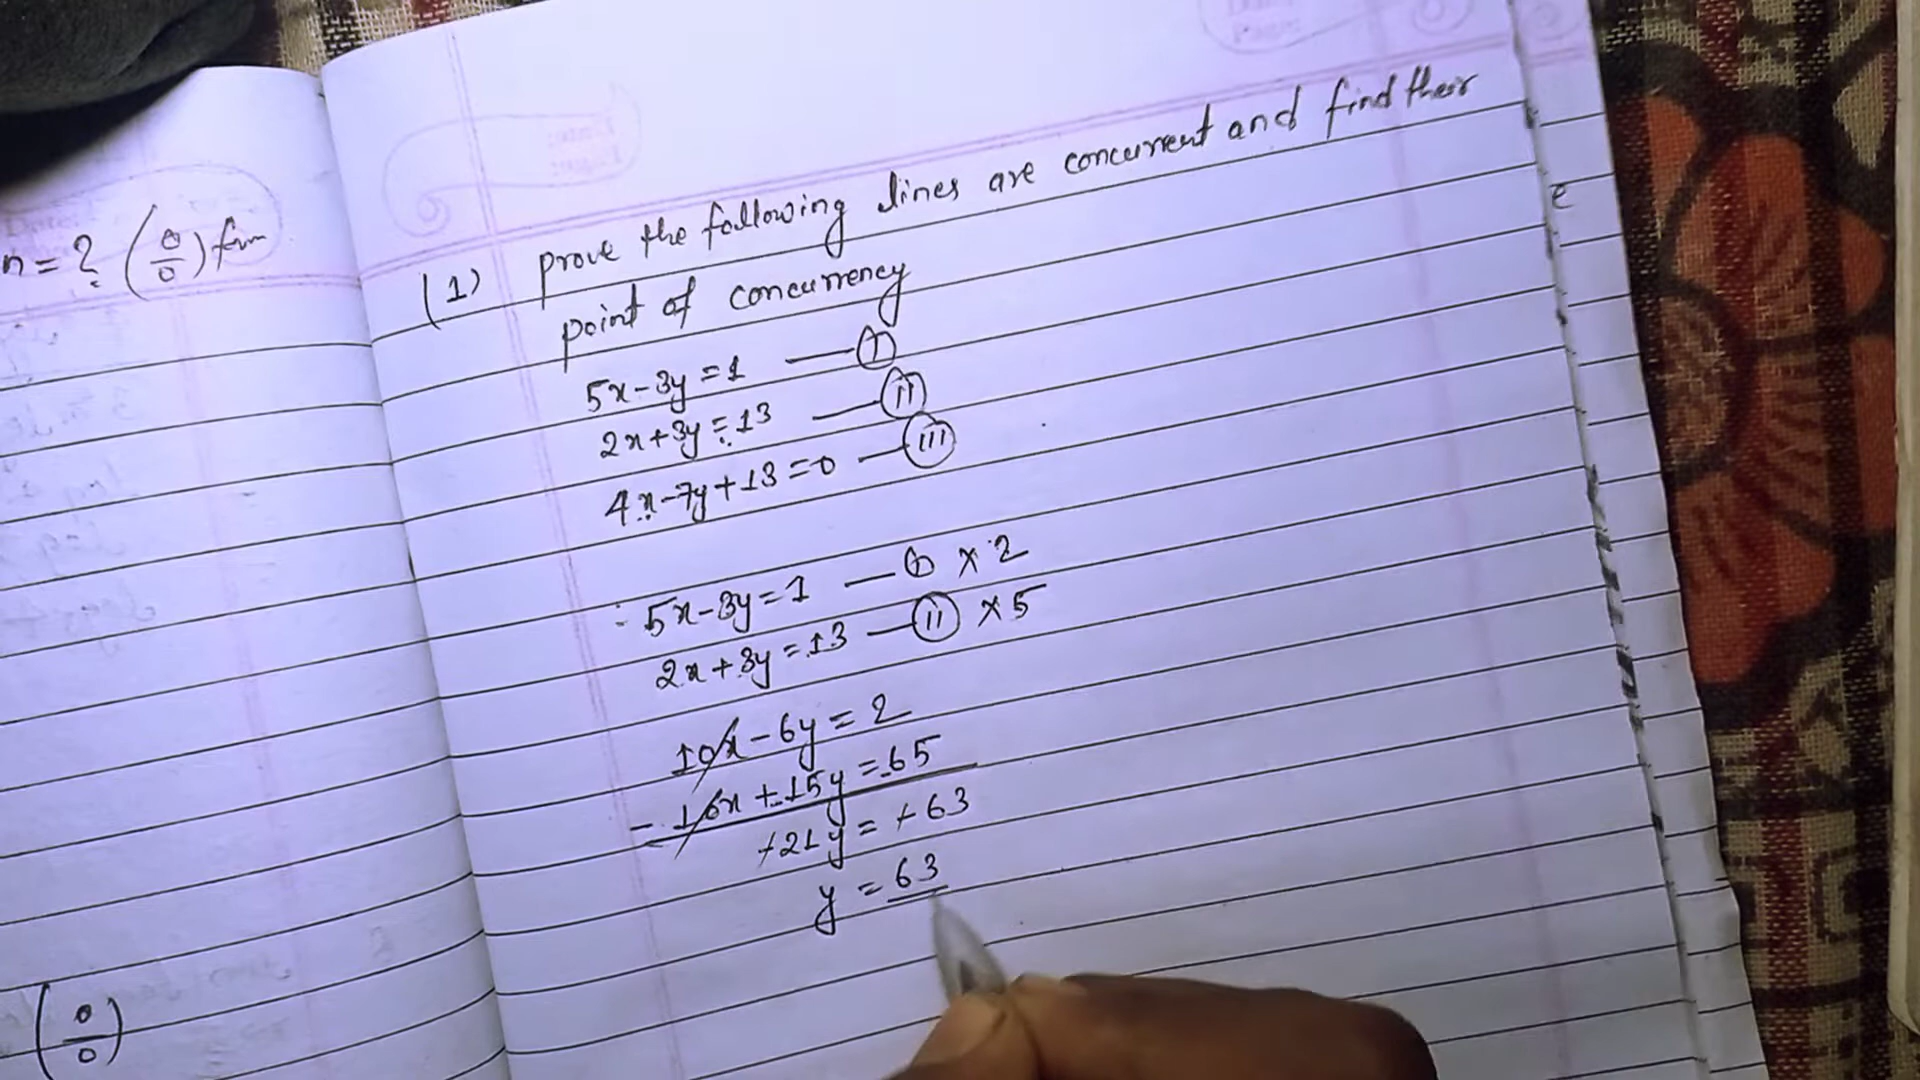 n = ? (0/0) form
(0/0)
(1) prove the following lines are concurrent and find their
point of concurrency
5x-3y=1 — (I)
2x+3y=13 — (II)
4x-7y+13=0 — (III)
5x-3y=1 — (I) × 2
2x+3y=13 — (II) × 5
10x-6y=2
10x+15y=65
+21y=+63
y=63